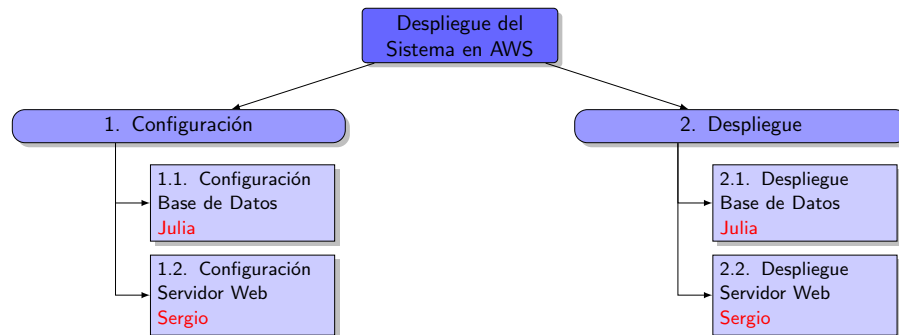 Despliegue del
Sistema en AWS
1. Configuración
2. Despliegue
1.1. Configuración
Base de Datos
Julia
1.2. Configuración
Servidor Web
Sergio
2.1. Despliegue
Base de Datos
Julia
2.2. Despliegue
Servidor Web
Sergio